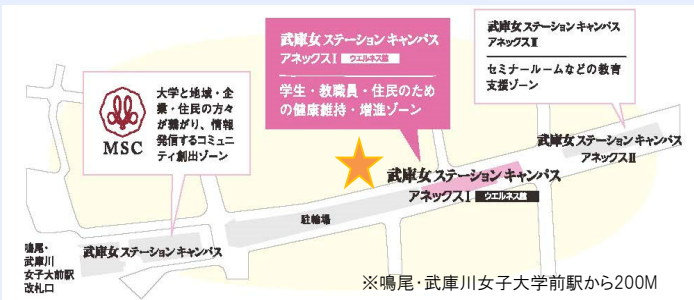 武庫女ステーションキャンパス
アネックスⅠ ウエルネス館
学生・教職員・住民のため
の健康維持・増進ゾーン
武庫女ステーションキャンパス
アネックスⅡ
セミナールームなどの教育
支援ゾーン
MSC
大学と地域・企
業・住民の方々
が繋がり、情報
発信するコミュニ
ティ創出ゾーン
武庫女ステーションキャンパス
アネックスⅡ
武庫女ステーションキャンパス
アネックスⅠ ウエルネス館
駐輪場
武庫女ステーションキャンパス
鳴尾・
武庫川
女子大前駅
改札口
※鳴尾・武庫川女子大学前駅から200M